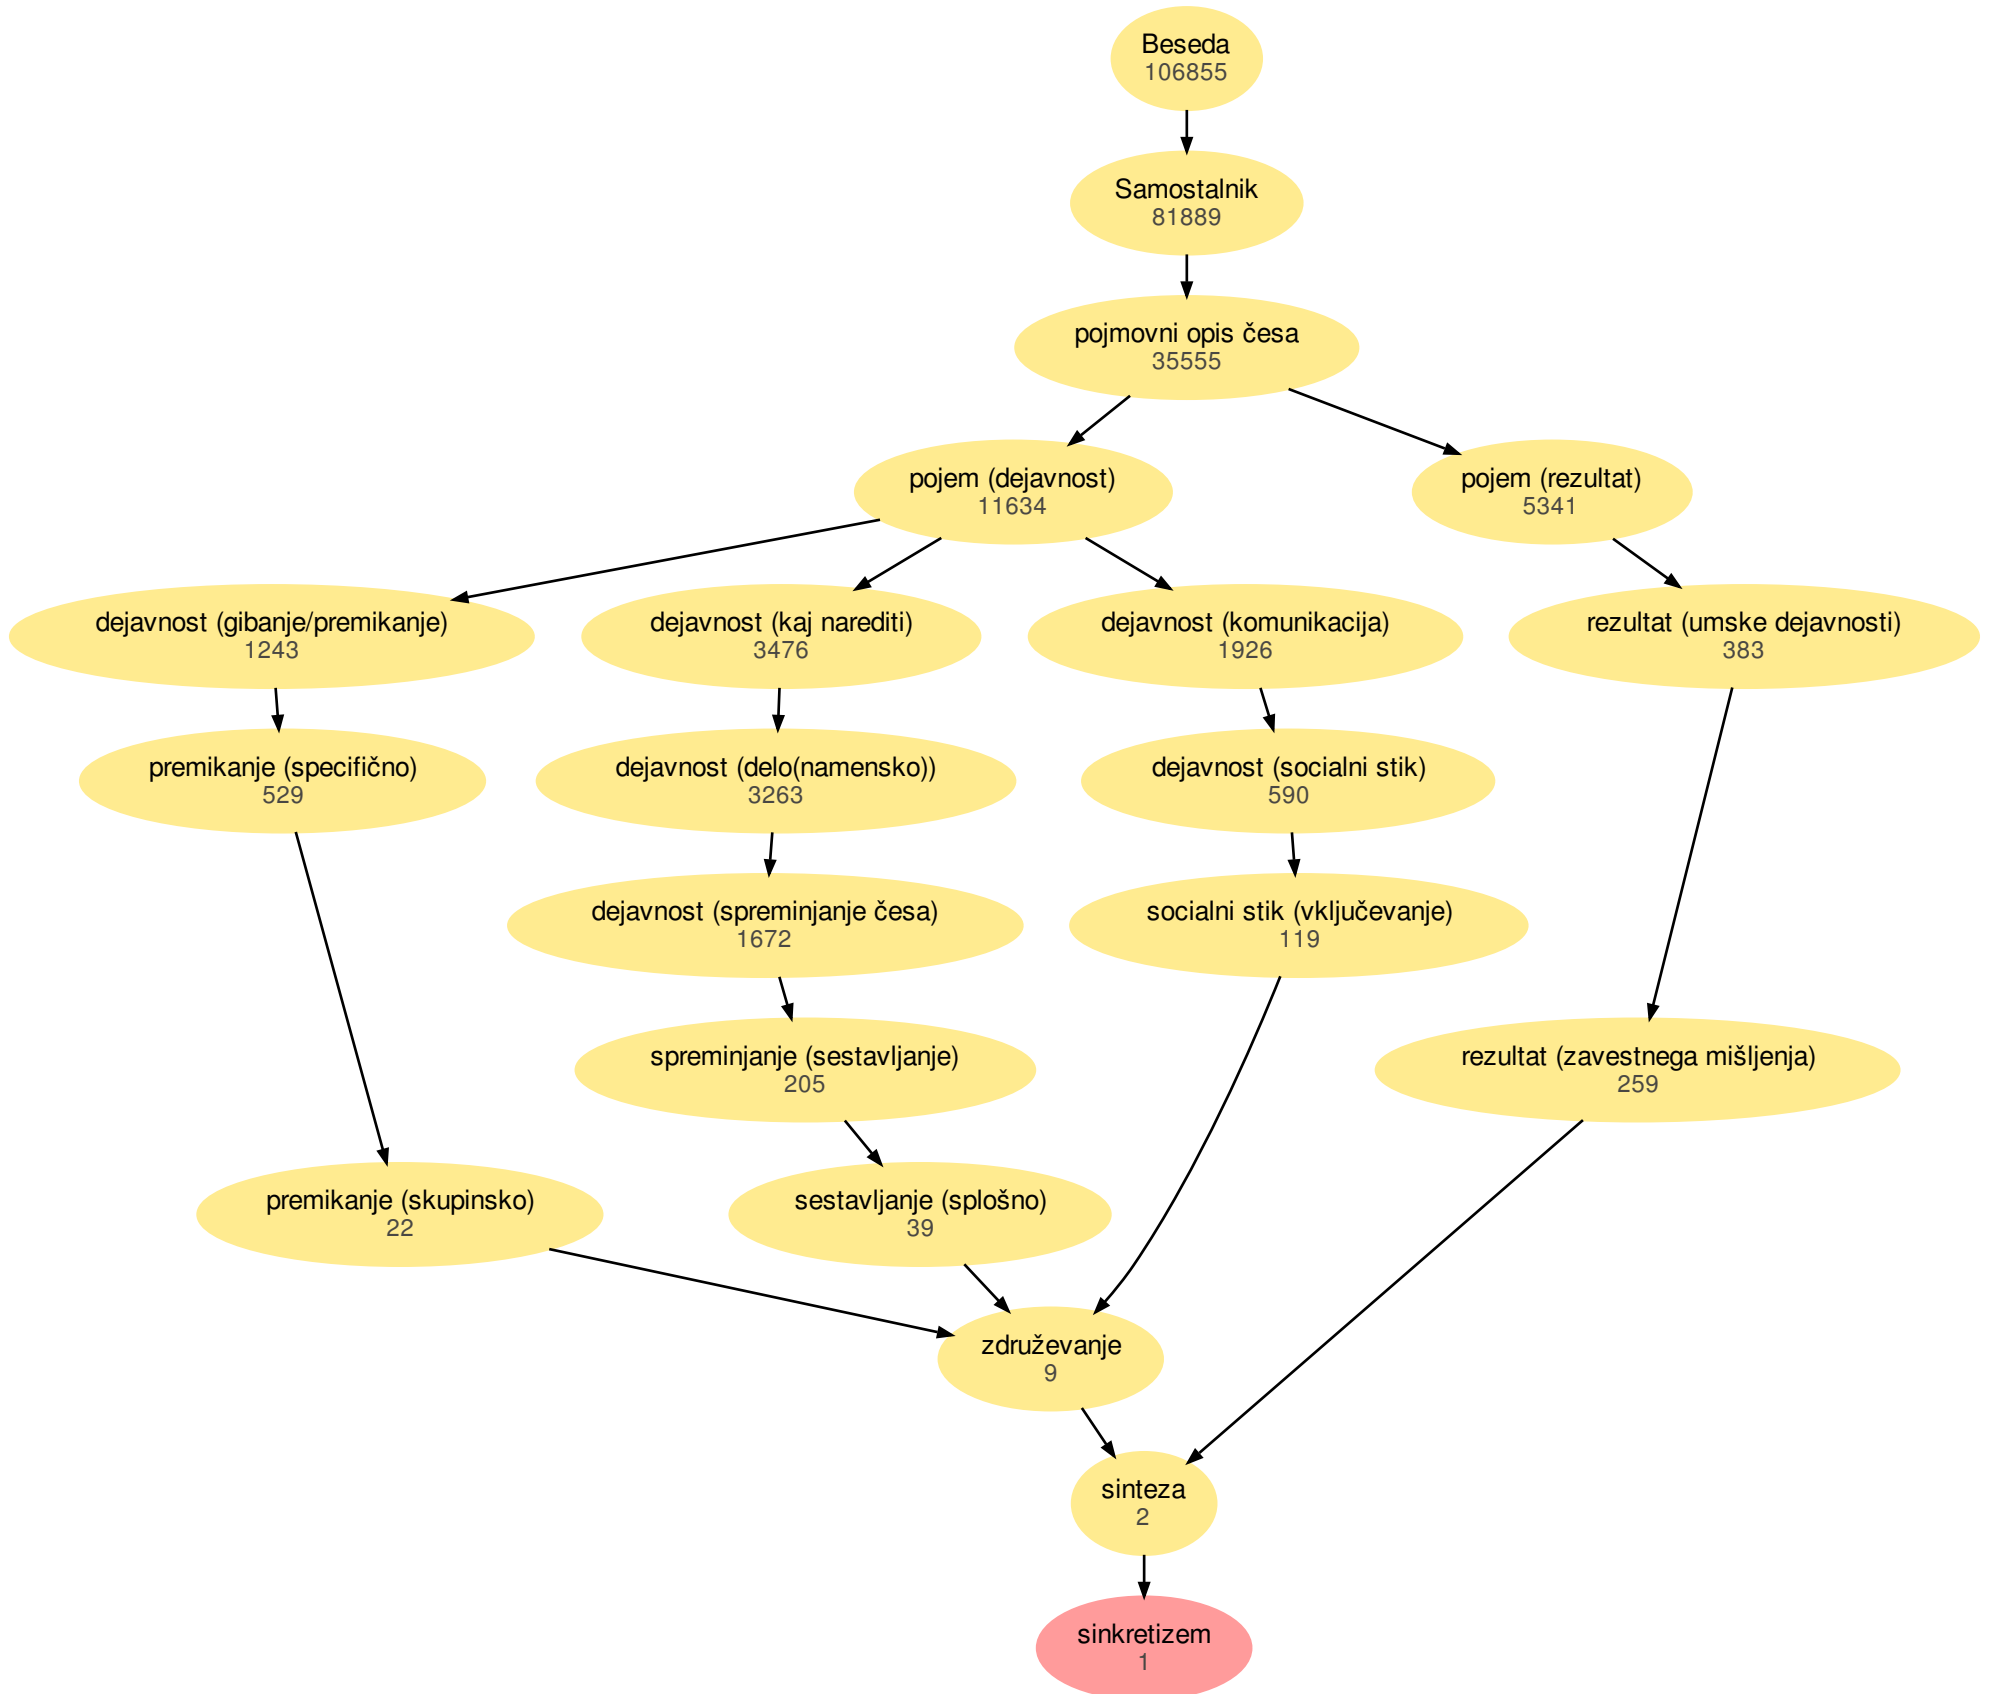 Beseda
106855
Samostalnik
81889
pojmovni opis česa
35555
pojem (dejavnost)
11634
pojem (rezultat)
5341
dejavnost (gibanje/premikanje)
1243
dejavnost (kaj narediti)
3476
dejavnost (komunikacija)
1926
rezultat (umske dejavnosti)
383
premikanje (specifično)
529
dejavnost (delo(namensko))
3263
dejavnost (socialni stik)
590
dejavnost (spreminjanje česa)
1672
socialni stik (vključevanje)
119
spreminjanje (sestavljanje)
205
rezultat (zavestnega mišljenja)
259
premikanje (skupinsko)
22
sestavljanje (splošno)
39
združevanje
9
sinteza
2
sinkretizem
1